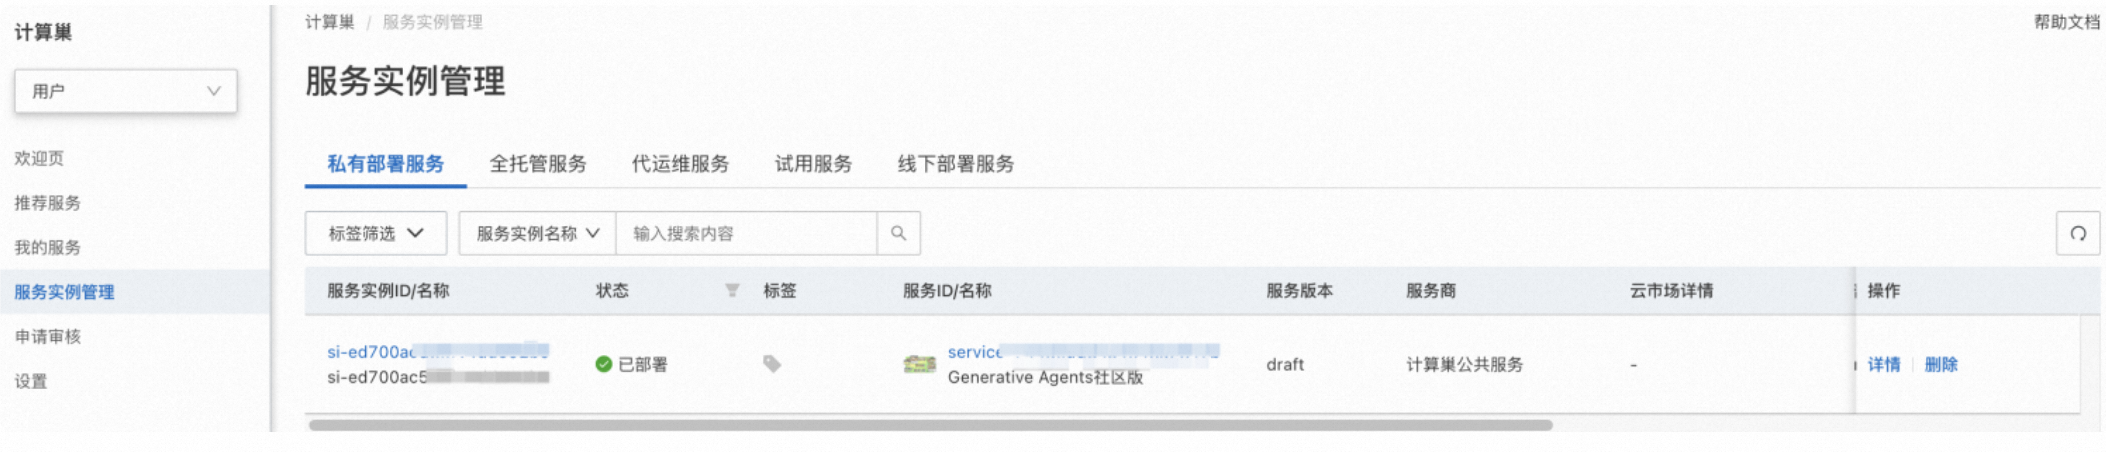 计算巢
用户
欢迎页
推荐服务
我的服务
服务实例管理
申请审核
设置
计算巢 / 服务实例管理
帮助文档
服务实例管理
私有部署服务 全托管服务 代运维服务 试用服务 线下部署服务
标签筛选 服务实例名称 输入搜索内容
服务实例ID/名称 状态 标签 服务ID/名称 服务版本 服务商 云市场详情 操作
si-ed700ac
si-ed700ac5
已部署
service
Generative Agents社区版
draft 计算巢公共服务 - 详情 删除